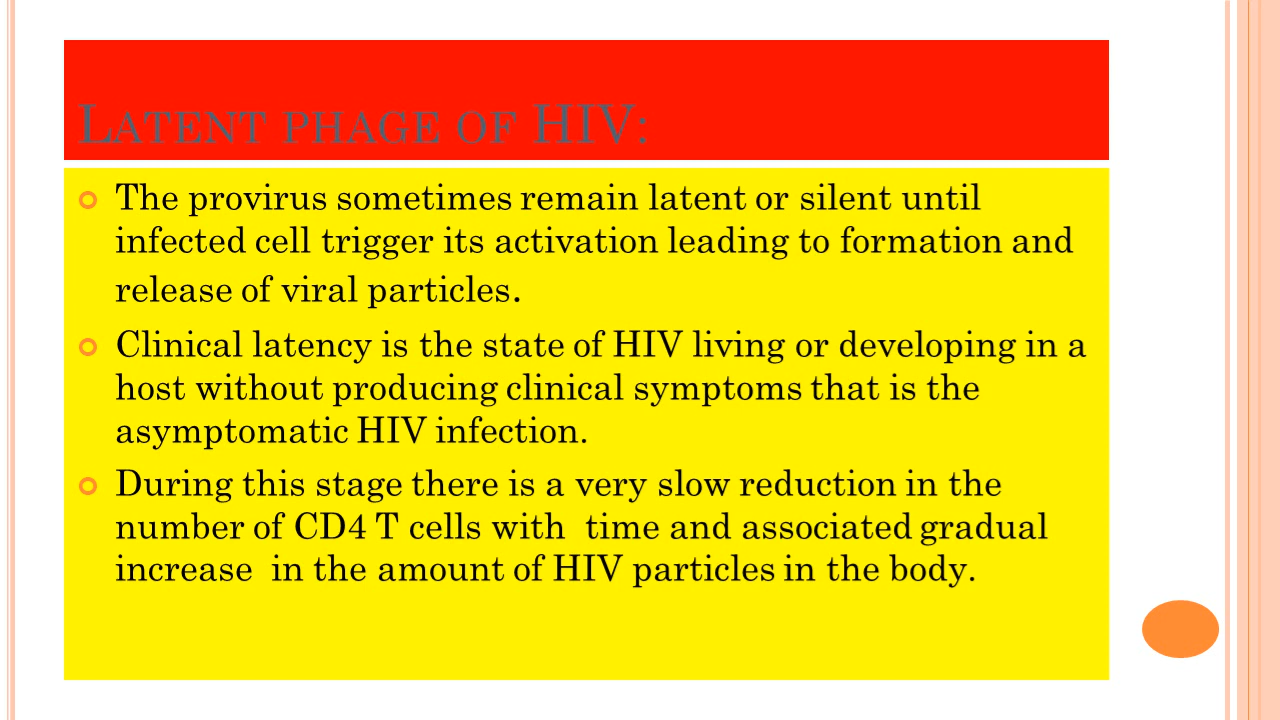 LATENT PHAGE OF HIV:
The provirus sometimes remain latent or silent until
infected cell trigger its activation leading to formation and
release of viral particles.
Clinical latency is the state of HIV living or developing in a
host without producing clinical symptoms that is the
asymptomatic HIV infection.
During this stage there is a very slow reduction in the
number of CD4 T cells with  time and associated gradual
increase  in the amount of HIV particles in the body.